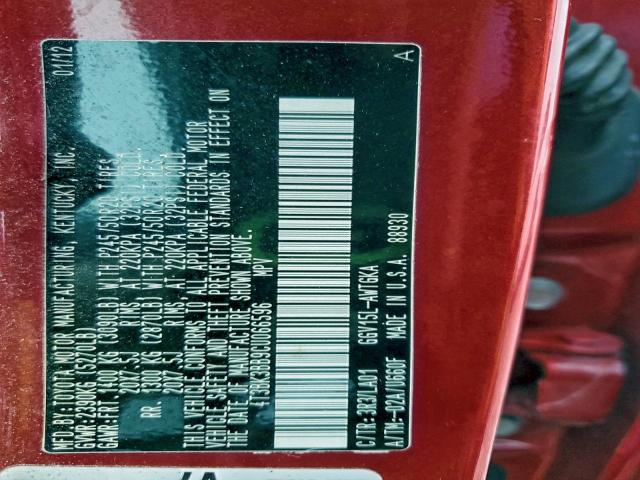 MFD.BY:TOYOTA MOTOR MANUFACTURING, KENTUCKY, INC. 01/12
GVWR:2390KG (5270LB)
GAWR:FRT. 1400 KG (3090LB) WITH P245/50R20 TIRES
20X7.5J RIMS, AT 220KPA (32PSI) COLD
RR. 1300 KG (2870LB) WITH P245/50R20 TIRES
20X7.5J RIMS, AT 220KPA (32PSI) COLD
THIS VEHICLE CONFORMS TO ALL APPLICABLE FEDERAL MOTOR
VEHICLE SAFETY AND THEFT PREVENTION STANDARDS IN EFFECT ON
THE DATE OF MANUFACTURE SHOWN ABOVE.
MPV
C/TR:3R3/LA01 GGV15L-AWTGKA
MADE IN U.S.A. 88930
A